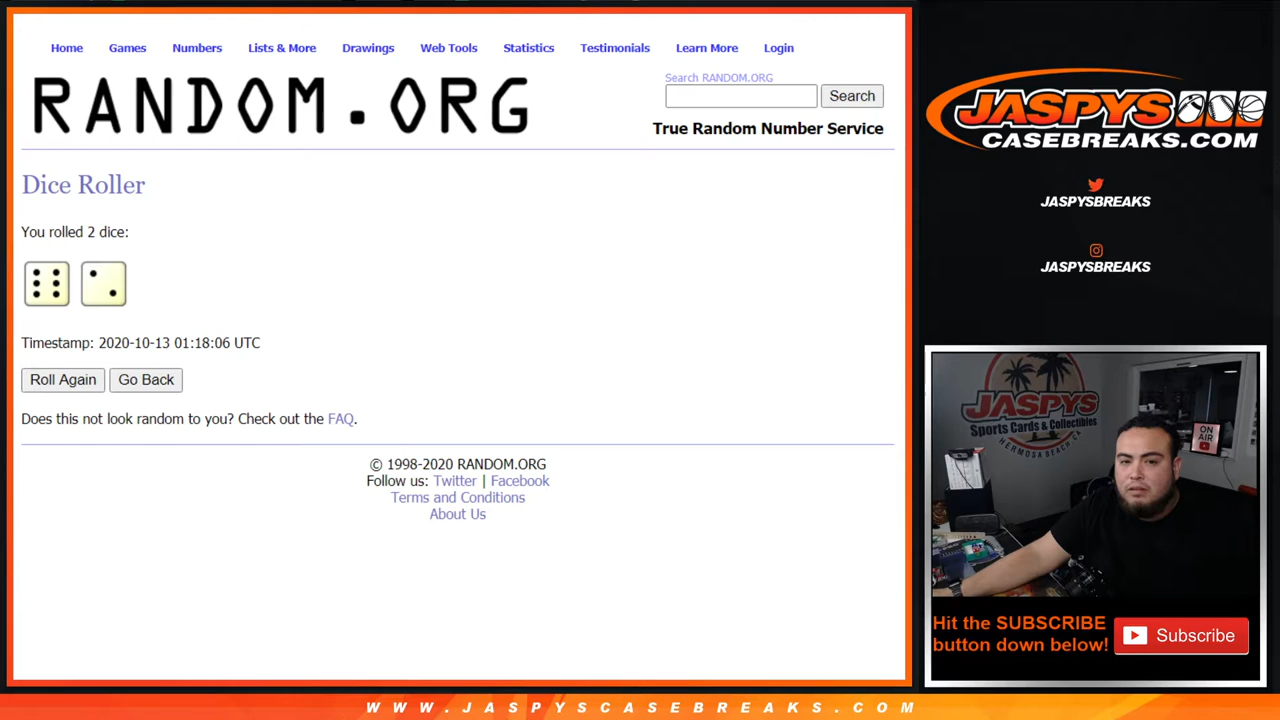 Home Games Numbers Lists & More Drawings Web Tools Statistics Testimonials Learn More Login
RANDOM.ORG
Search RANDOM.ORG
Search
True Random Number Service
Dice Roller
You rolled 2 dice:
Timestamp: 2020-10-13 01:18:06 UTC
Roll Again Go Back
Does this not look random to you? Check out the FAQ.
© 1998-2020 RANDOM.ORG
Follow us: Twitter | Facebook
Terms and Conditions
About Us
JASPYS
CASEBREAKS.COM
JASPYSBREAKS
JASPYSBREAKS
JASPYS
Sports Cards & Collectibles
HERMOSA BEACH, CA
ON
AIR
Hit the SUBSCRIBE
button down below!
Subscribe
WWW.JASPYSCASEBREAKS.COM